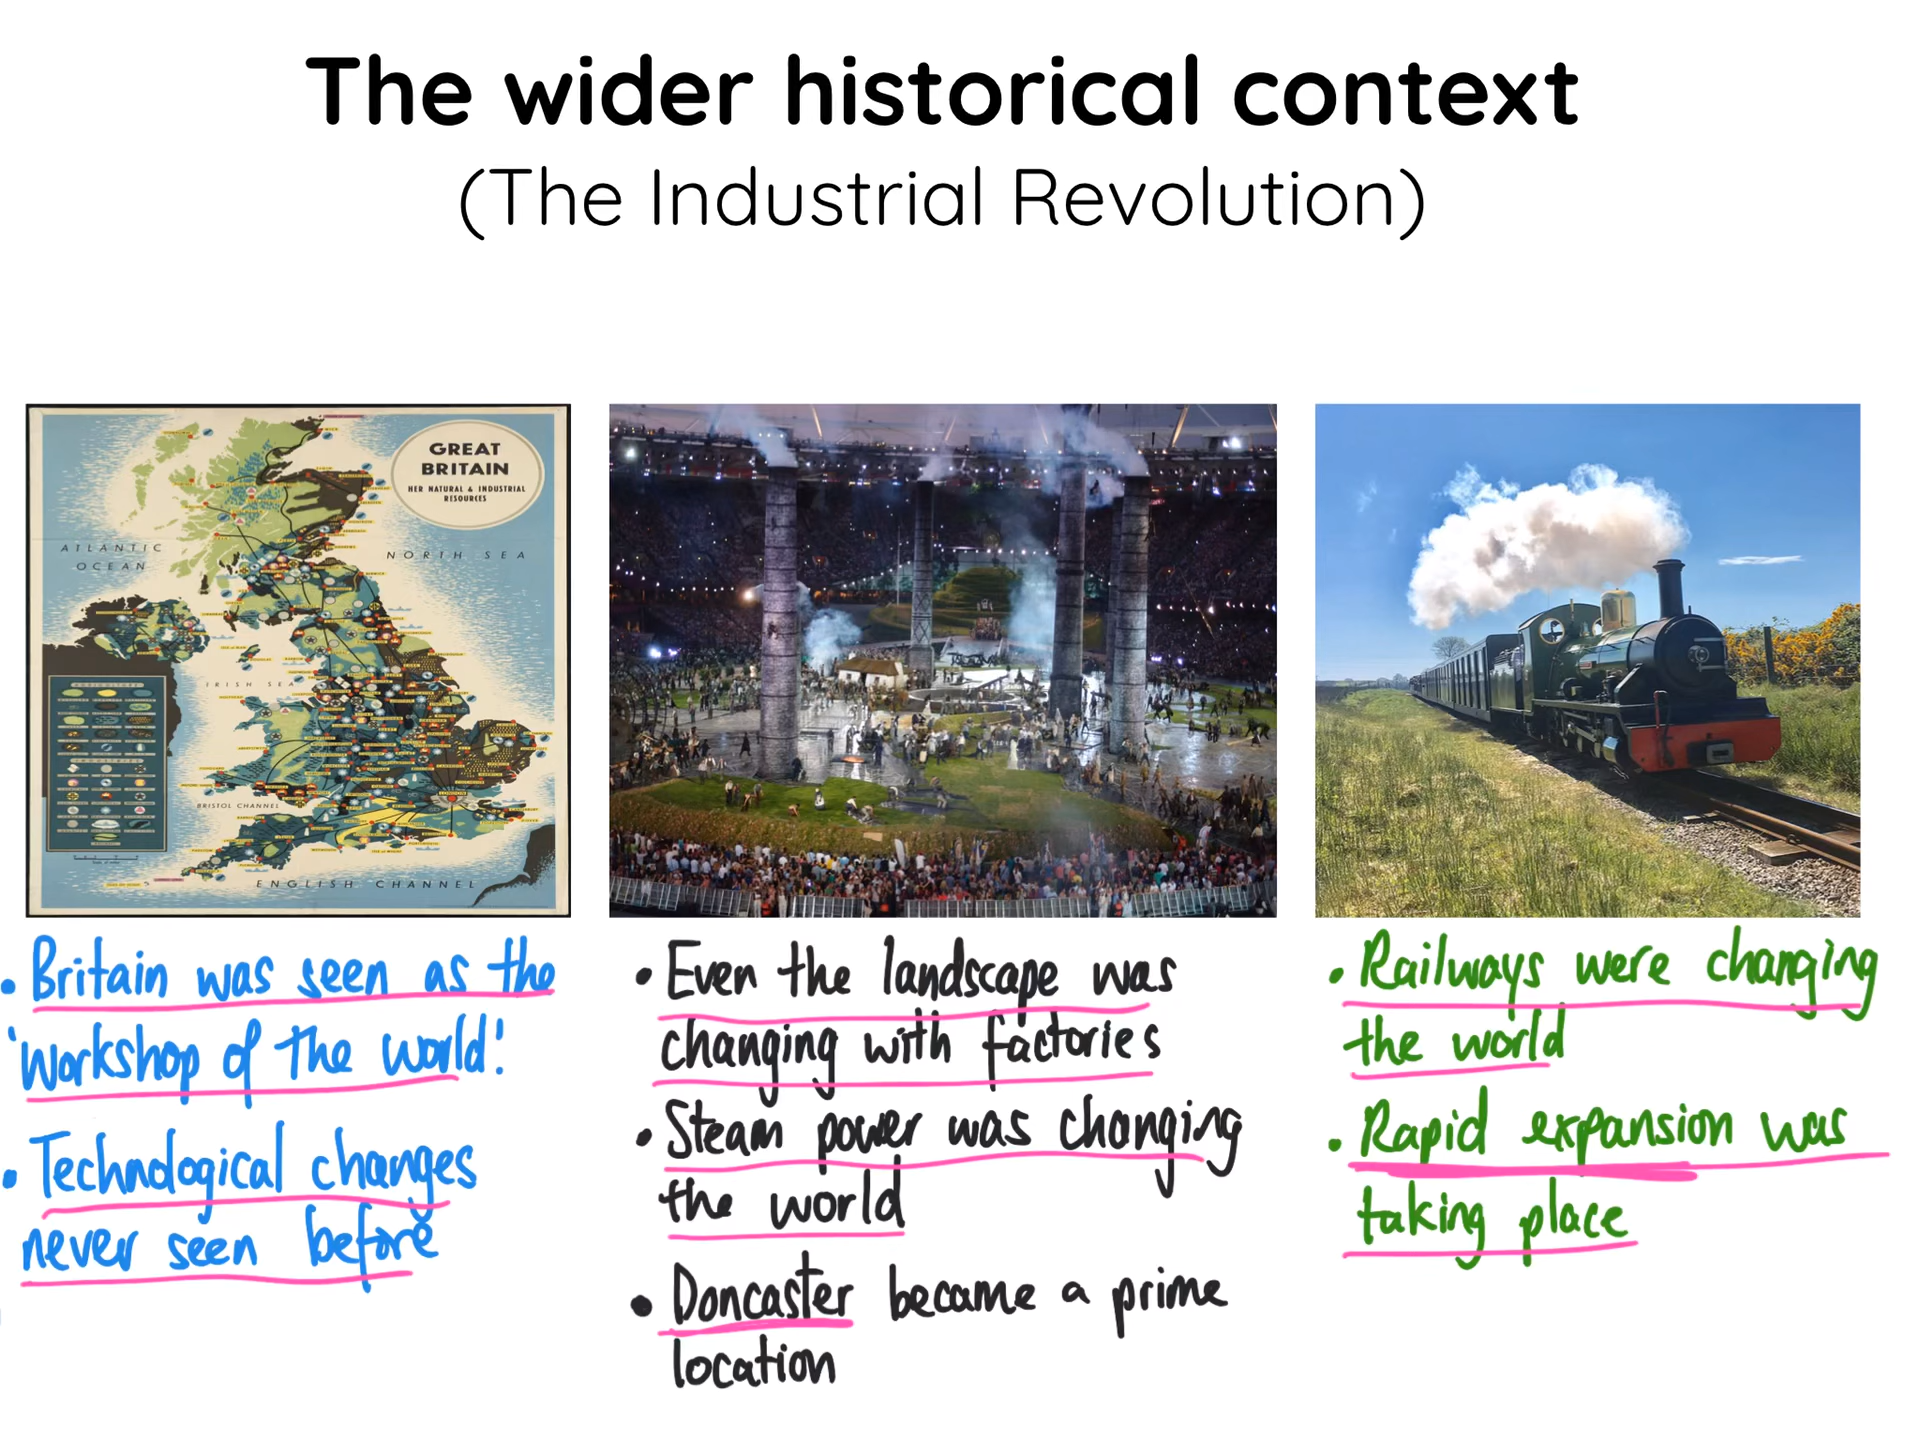 The wider historical context
(The Industrial Revolution)
GREAT
BRITAIN
HER NATURAL & INDUSTRIAL
RESOURCES
ATLANTIC
OCEAN
NORTH SEA
IRISH SEA
BRISTOL CHANNEL
ENGLISH CHANNEL
• Britain was seen as the
'workshop of the world'.
• Technological changes
never seen before
• Even the landscape was
changing with factories
• Steam power was changing
the world
• Doncaster became a prime
location
• Railways were changing
the world
• Rapid expansion was
taking place